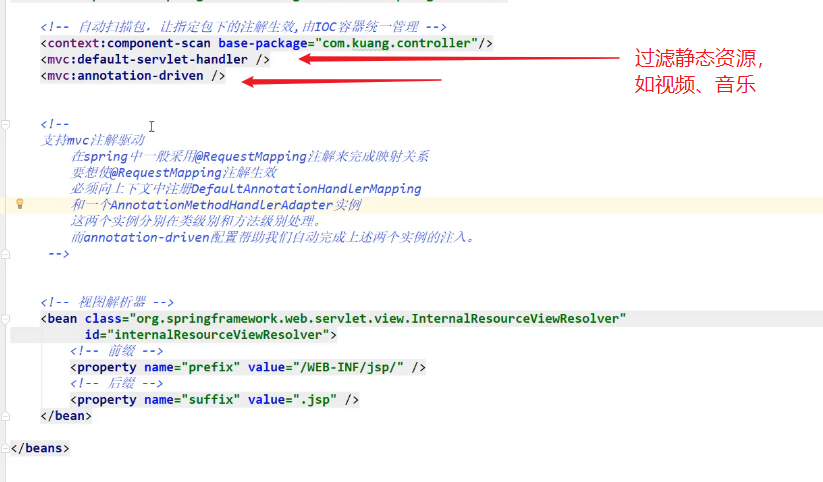 <!-- 自动扫描包，让指定包下的注解生效,由IOC容器统一管理 -->
<context:component-scan base-package="com.kuang.controller"/>
<mvc:default-servlet-handler />
<mvc:annotation-driven />
过滤静态资源，
如视频、音乐
<!--
支持mvc注解驱动
在spring中一般采用@RequestMapping注解来完成映射关系
要想使@RequestMapping注解生效
必须向上下文中注册DefaultAnnotationHandlerMapping
和一个AnnotationMethodHandlerAdapter实例
这两个实例分别在类级别和方法级别处理。
而annotation-driven配置帮助我们自动完成上述两个实例的注入。
-->
<!-- 视图解析器 -->
<bean class="org.springframework.web.servlet.view.InternalResourceViewResolver"
id="internalResourceViewResolver">
<!-- 前缀 -->
<property name="prefix" value="/WEB-INF/jsp/" />
<!-- 后缀 -->
<property name="suffix" value=".jsp" />
</bean>
</beans>